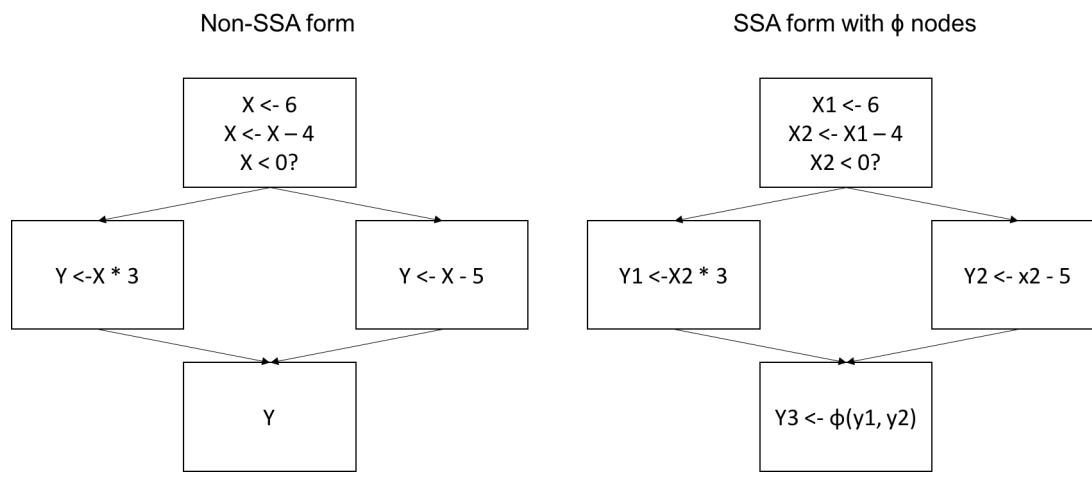 Non-SSA form
X <- 6
X <- X – 4
X < 0?
Y <-X * 3
Y <- X - 5
Y
SSA form with ϕ nodes
X1 <- 6
X2 <- X1 – 4
X2 < 0?
Y1 <-X2 * 3
Y2 <- x2 - 5
Y3 <- ϕ(y1, y2)